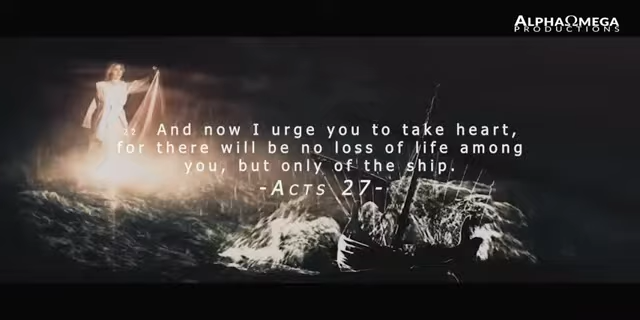 AlphaΩmega
Productions
22 And now I urge you to take heart,
for there will be no loss of life among
you, but only of the ship.
-Acts 27-